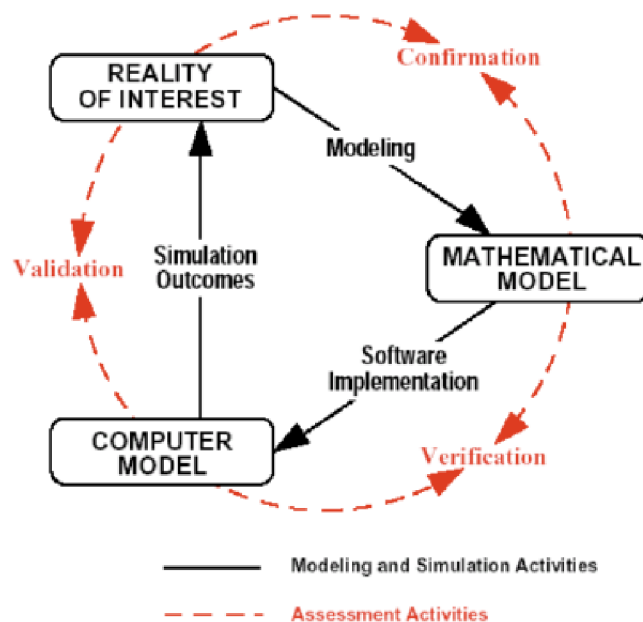 REALITY
OF INTEREST
Confirmation
Modeling
Validation
Simulation
Outcomes
MATHEMATICAL
MODEL
Software
Implementation
COMPUTER
MODEL
Verification
Modeling and Simulation Activities
Assessment Activities